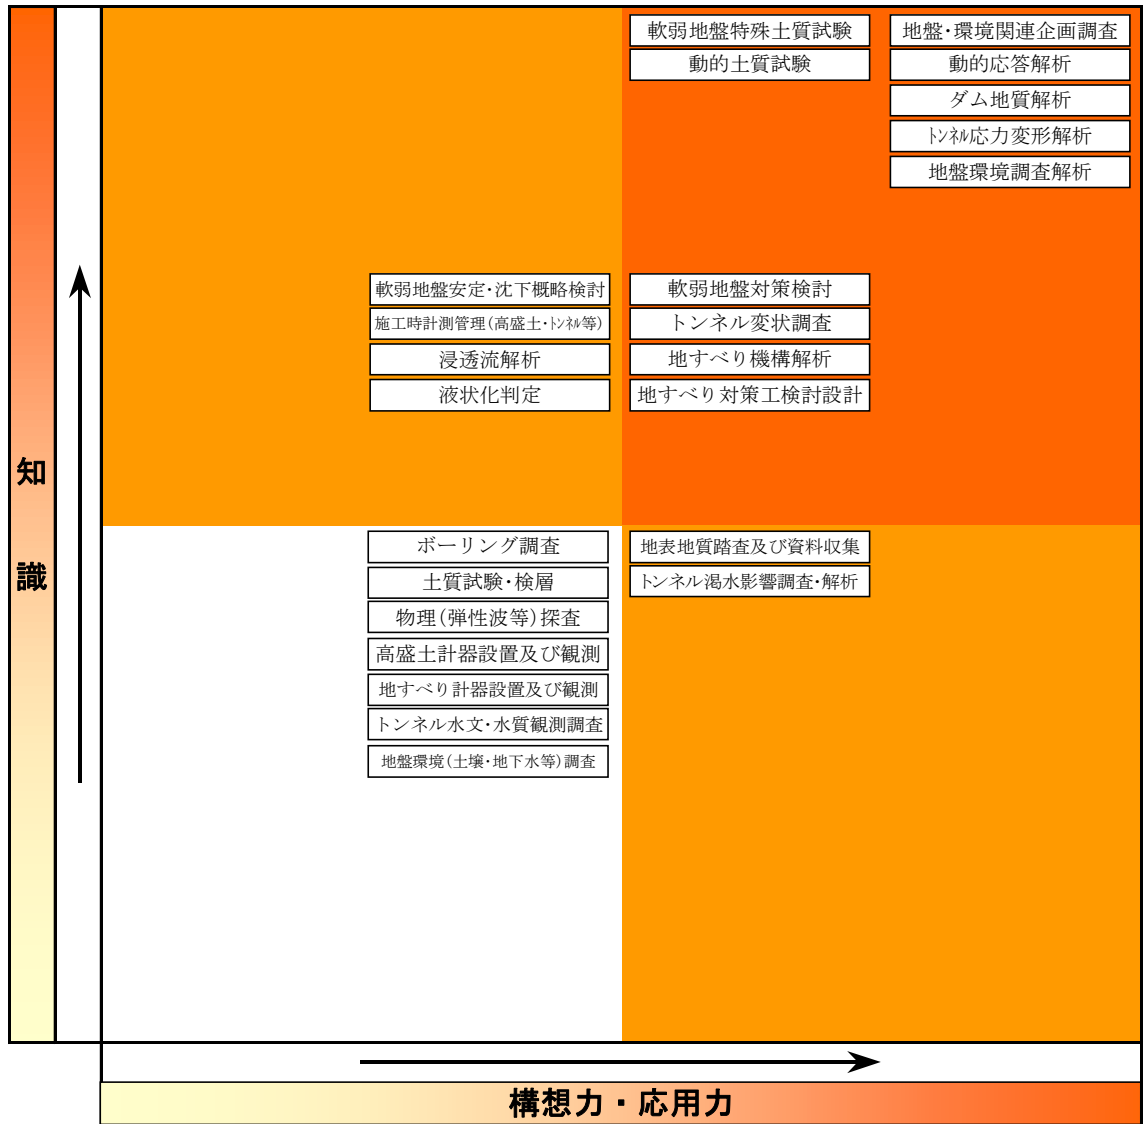 軟弱地盤特殊土質試験
動的土質試験
地盤・環境関連企画調査
動的応答解析
ダム地質解析
ﾄﾝﾈﾙ応力変形解析
地盤環境調査解析
軟弱地盤安定・沈下概略検討
施工時計測管理(高盛土・ﾄﾝﾈﾙ等)
浸透流解析
液状化判定
軟弱地盤対策検討
トンネル変状調査
地すべり機構解析
地すべり対策工検討設計
知識
ボーリング調査
土質試験・検層
物理(弾性波等)探査
高盛土計器設置及び観測
地すべり計器設置及び観測
トンネル水文・水質観測調査
地盤環境(土壌・地下水等)調査
地表地質踏査及び資料収集
トンネル渇水影響調査・解析
構想力・応用力